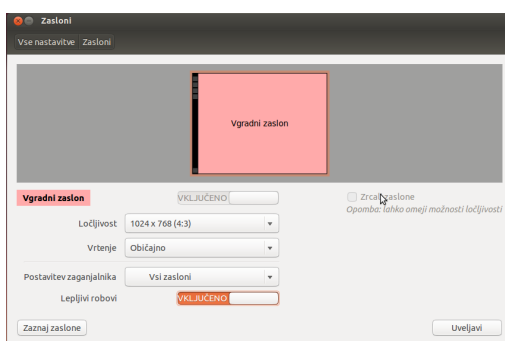 Zasloni
Vse nastavitve Zasloni
Vgradni zaslon
Vgradni zaslon VKLJUČENO Zrcali zaslone
Opomba: lahko omeji možnosti ločljivosti
Ločljivost 1024 x 768 (4:3)
Vrtenje Običajno
Postavitev zaganjalnika Vsi zasloni
Lepljivi robovi VKLJUČENO
Zaznaj zaslone Uveljavi